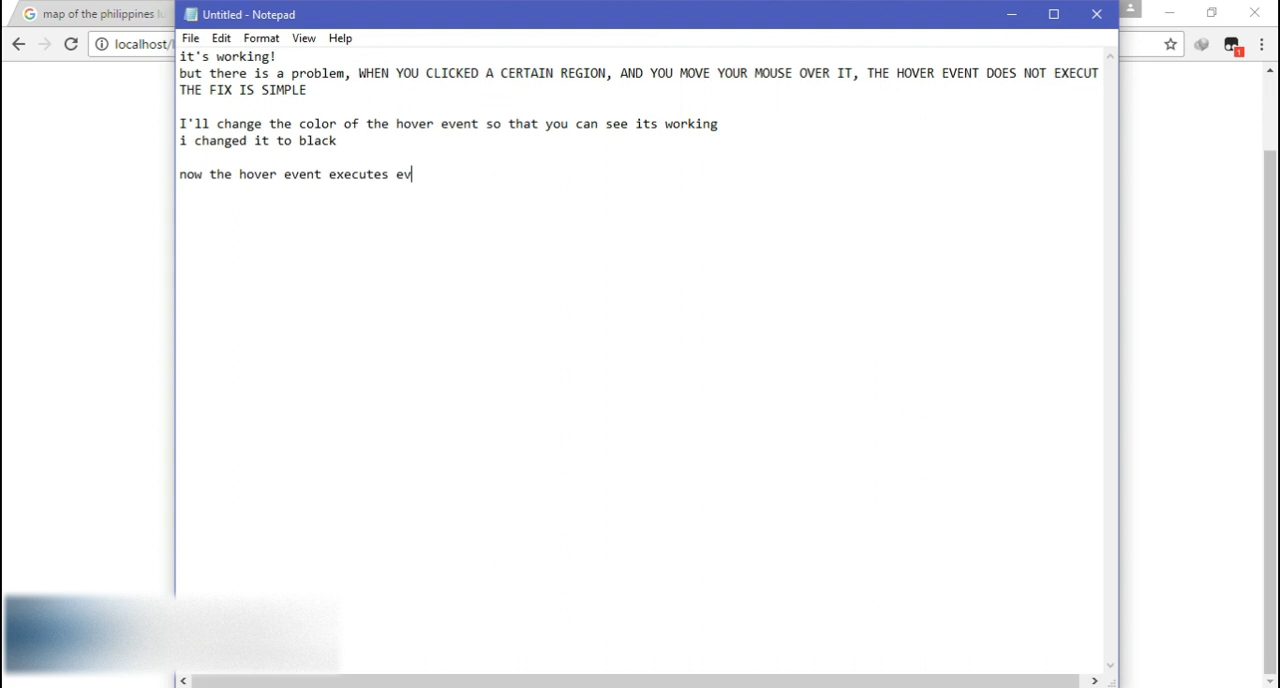 map of the philippines lu
Untitled - Notepad
localhost/
File Edit Format View Help
it's working!
but there is a problem, WHEN YOU CLICKED A CERTAIN REGION, AND YOU MOVE YOUR MOUSE OVER IT, THE HOVER EVENT DOES NOT EXECUT
THE FIX IS SIMPLE
I'll change the color of the hover event so that you can see its working
i changed it to black
now the hover event executes ev
1